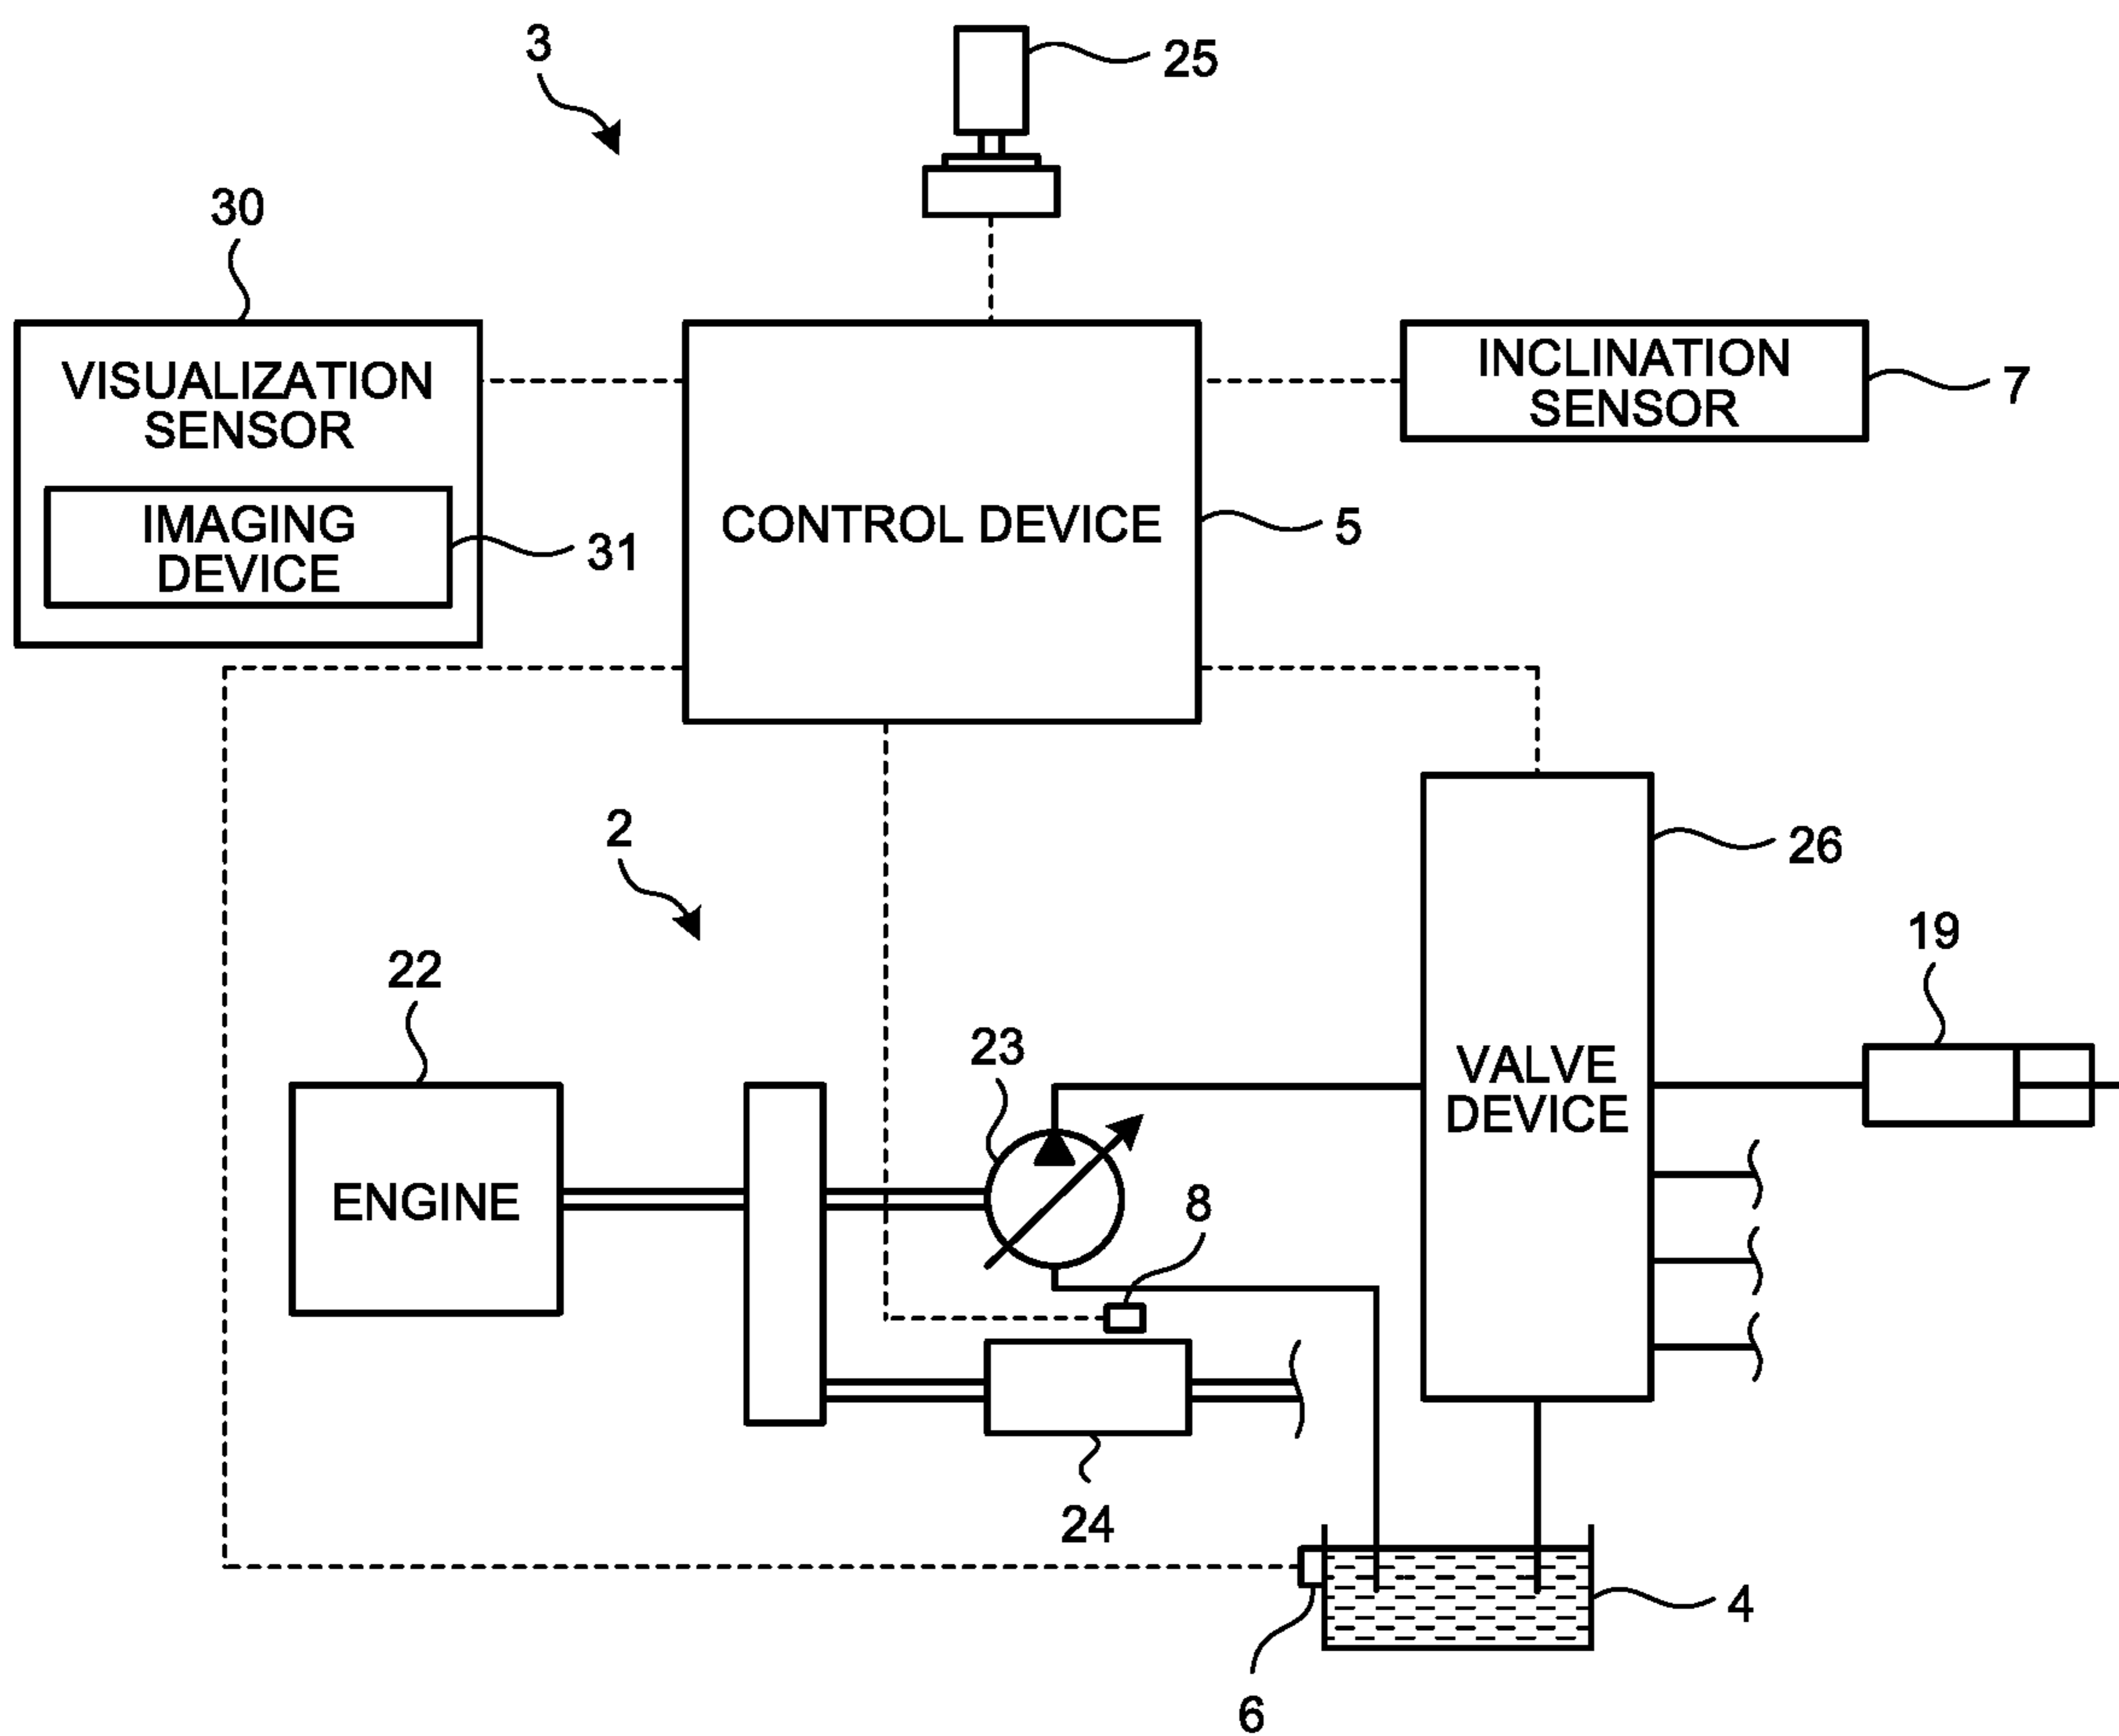 3
25
30
VISUALIZATION
SENSOR
IMAGING
DEVICE
31
CONTROL DEVICE
5
INCLINATION
SENSOR
7
2
26
19
22
ENGINE
23
VALVE
DEVICE
8
24
4
6